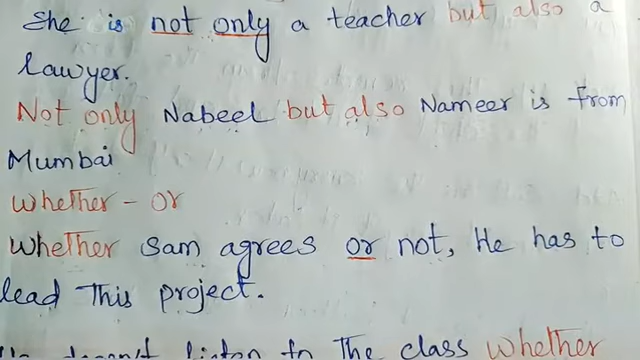 She is not only a teacher but also a
Lawyer.
Not only Nabeel but also Nameer is from
Mumbai
Whether - or
Whether Sam agrees or not, He has to
lead This project.
to The class Whether